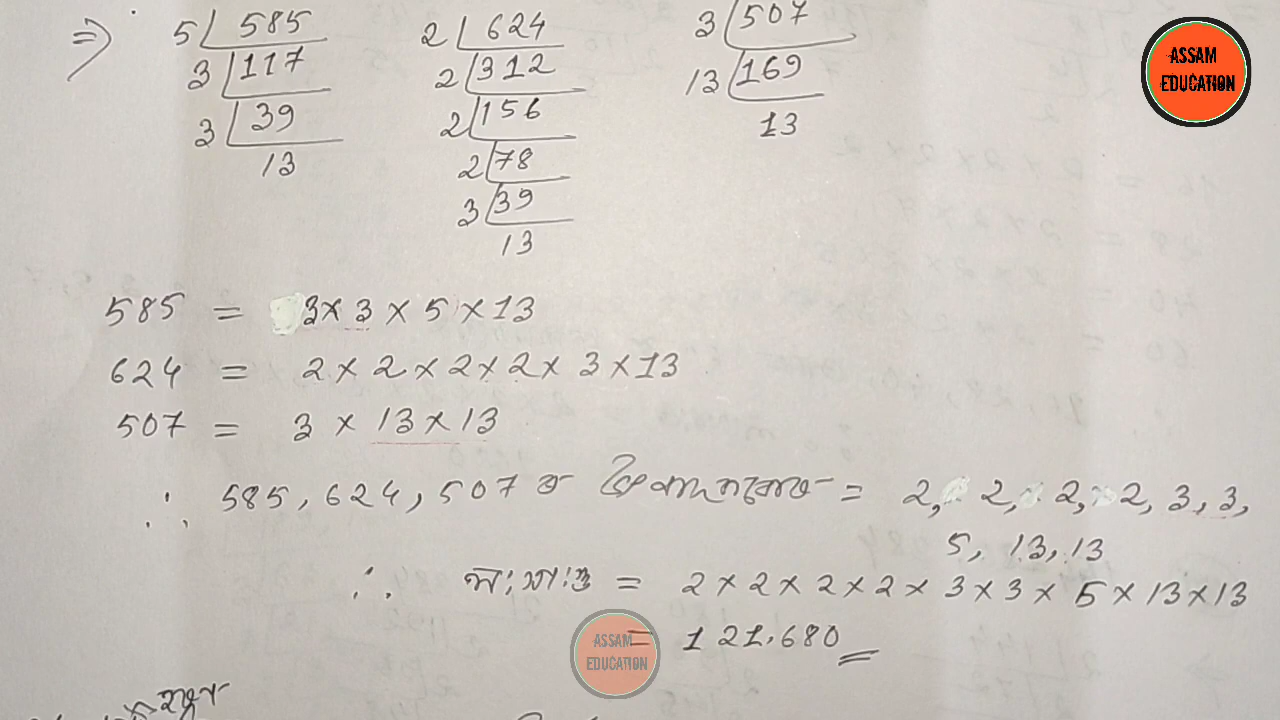 ⇒ 5 585 2 624 3 507
3 117 2 312 13 169
3 39 2 156 13
13 2 78
3 39
13
585 = 3 × 3 × 5 × 13
624 = 2 × 2 × 2 × 2 × 3 × 13
507 = 3 × 13 × 13
∴ 585, 624, 507 ৰ = 2, 2, 2, 2, 3, 3,
5, 13, 13
∴ ল:সা:গু = 2 × 2 × 2 × 2 × 3 × 3 × 5 × 13 × 13
= 121,680
ASSAM
EDUCATION
ASSAM
EDUCATION